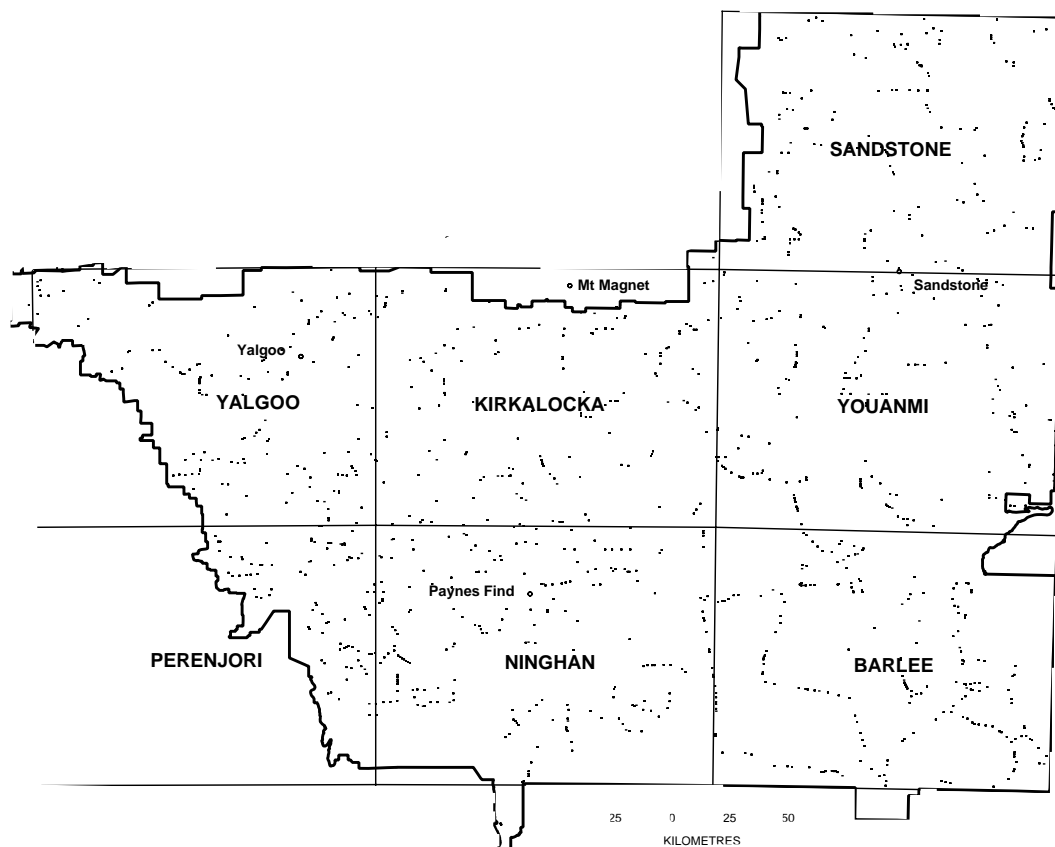 SANDSTONE
Mt Magnet
Sandstone
Yalgoo
YALGOO
KIRKALOCKA
YOUANMI
Paynes Find
PERENJORI
NINGHAN
BARLEE
25 0 25 50
KILOMETRES